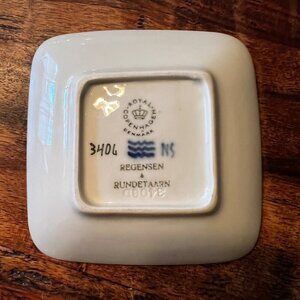 ROYAL
COPENHAGEN
DENMARK
3406 NS
REGENSEN
&
RUNDETAARN